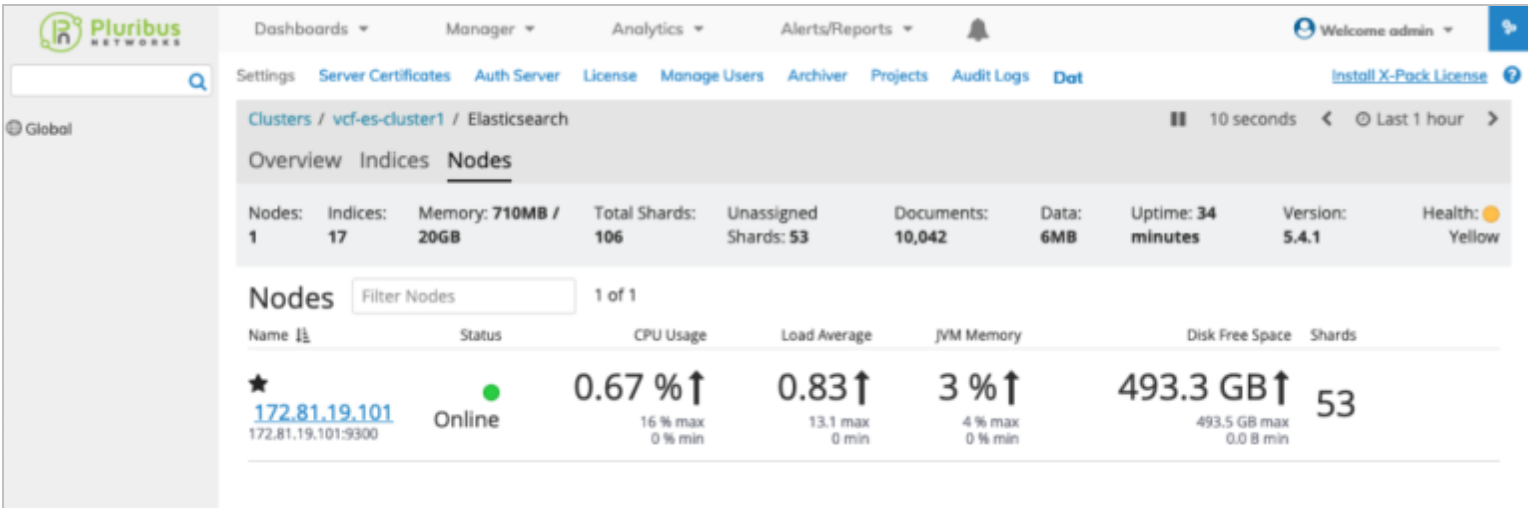 Pluribus
NETWORKS
Dashboards Manager Analytics Alerts/Reports Welcome admin
Settings Server Certificates Auth Server License Manage Users Archiver Projects Audit Logs Dat Install X-Pack License ?
Global
Clusters / vcf-es-cluster1 / Elasticsearch 10 seconds Last 1 hour
Overview Indices Nodes
Nodes: Indices: Memory: 710MB / Total Shards: Unassigned Documents: Data: Uptime: 34 Version: Health:
1 17 20GB 106 Shards: 53 10,042 6MB minutes 5.4.1 Yellow
Nodes Filter Nodes 1 of 1
Name Status CPU Usage Load Average JVM Memory Disk Free Space Shards
172.81.19.101 Online 0.67 % 0.83 3 % 493.3 GB 53
172.81.19.101:9300 16 % max 13.1 max 4 % max 493.5 GB max
0 % min 0 min 0 % min 0.0 B min